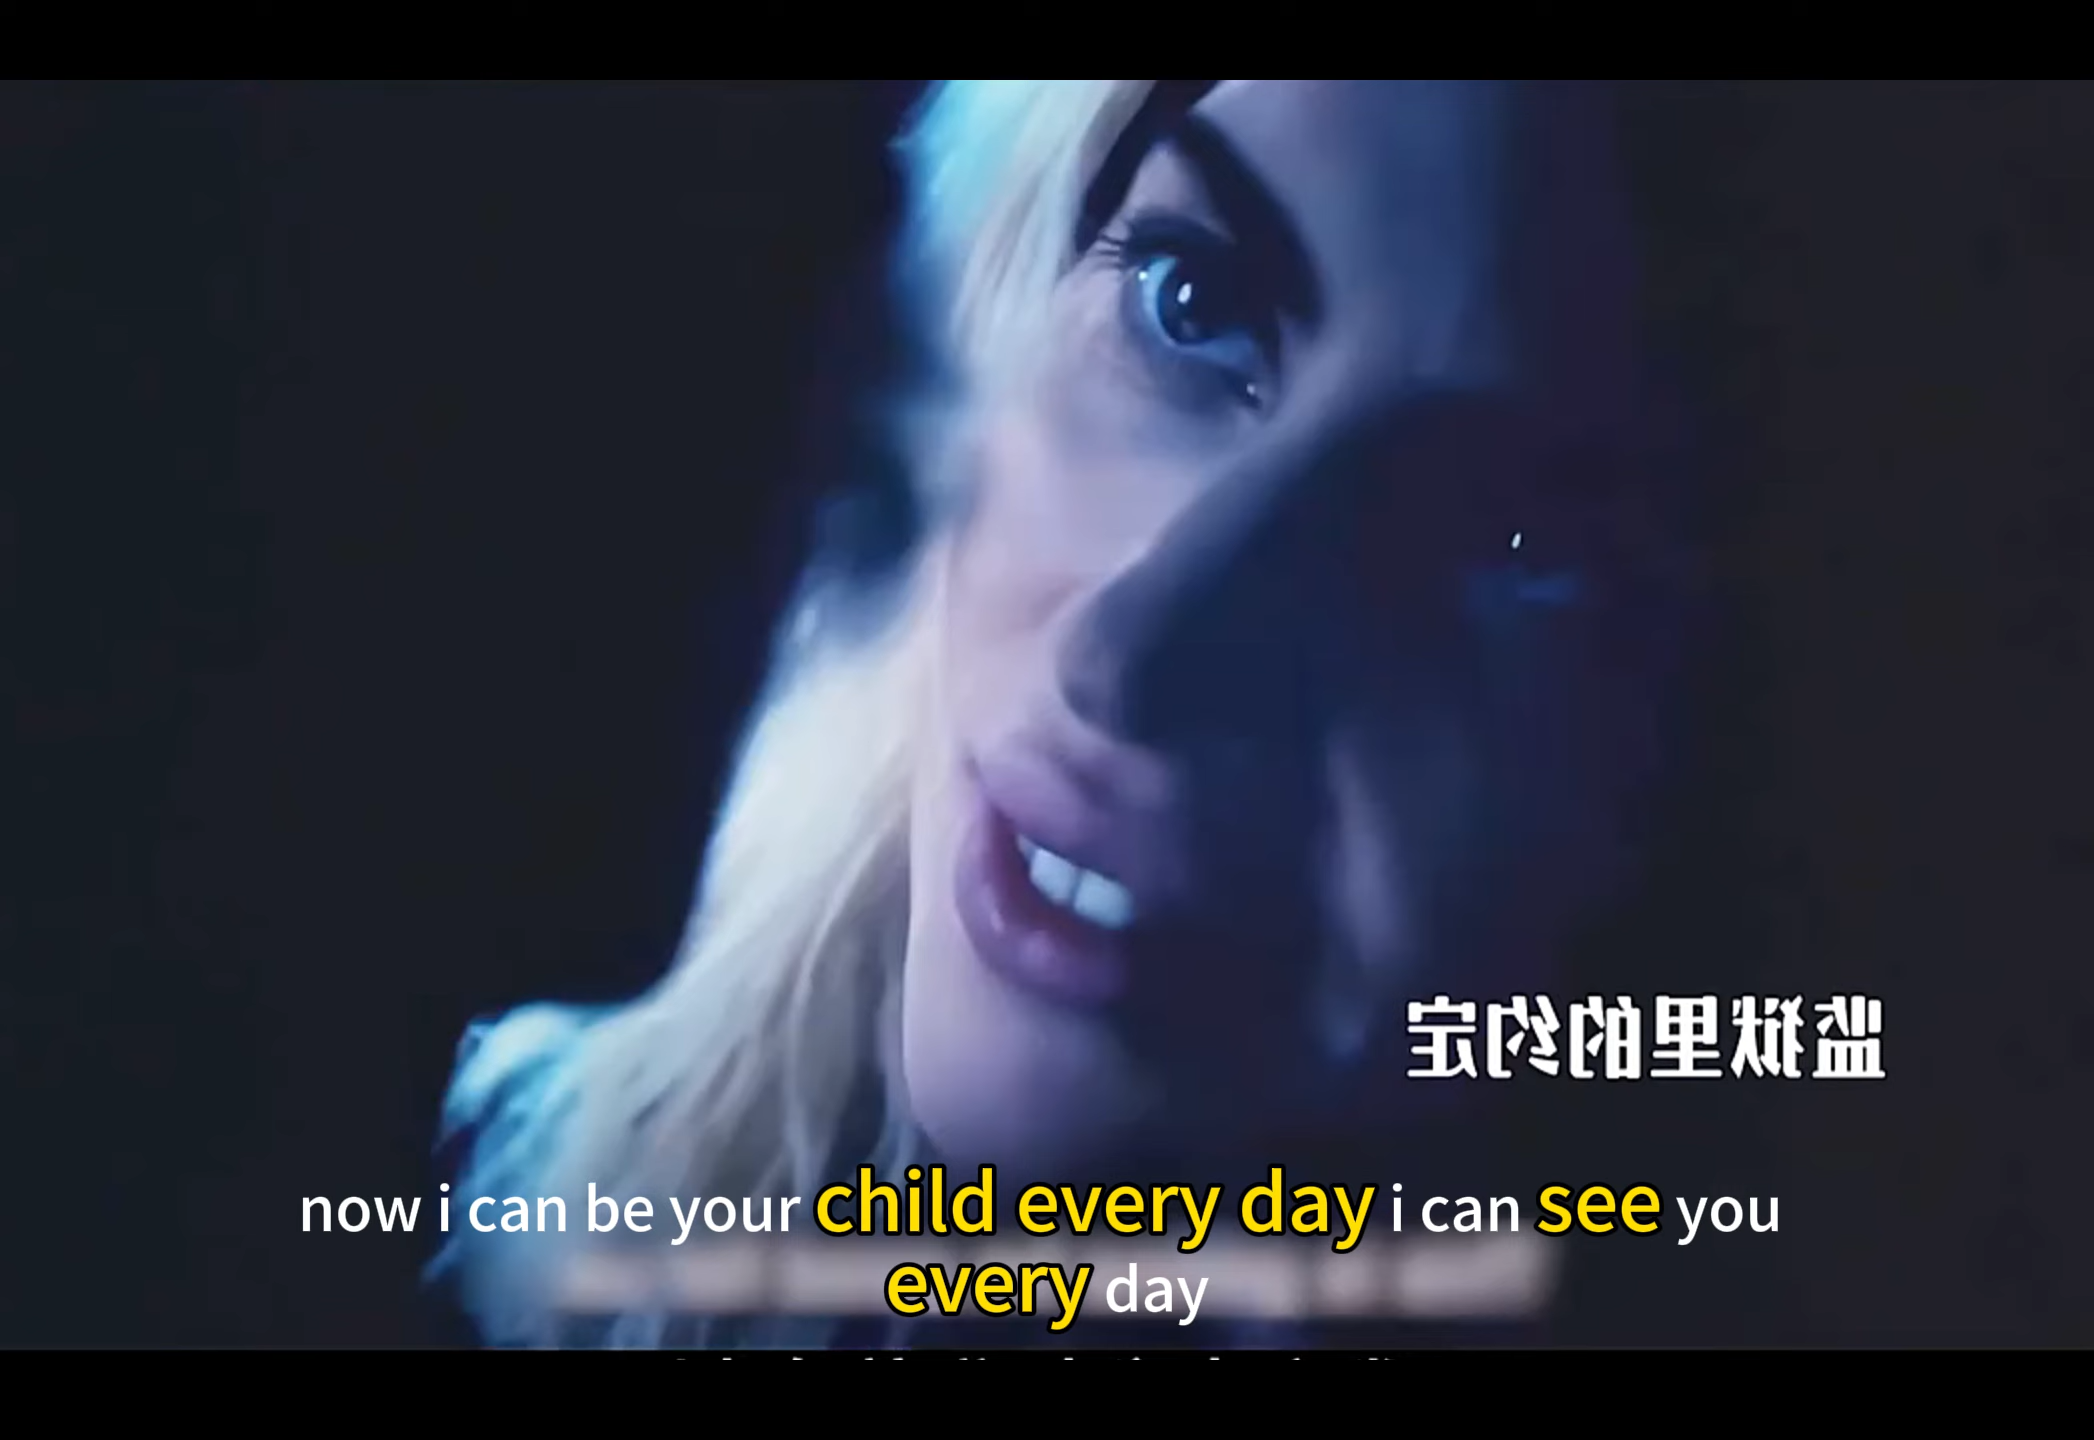 监狱里的约定
now i can be your child every day i can see you
every day